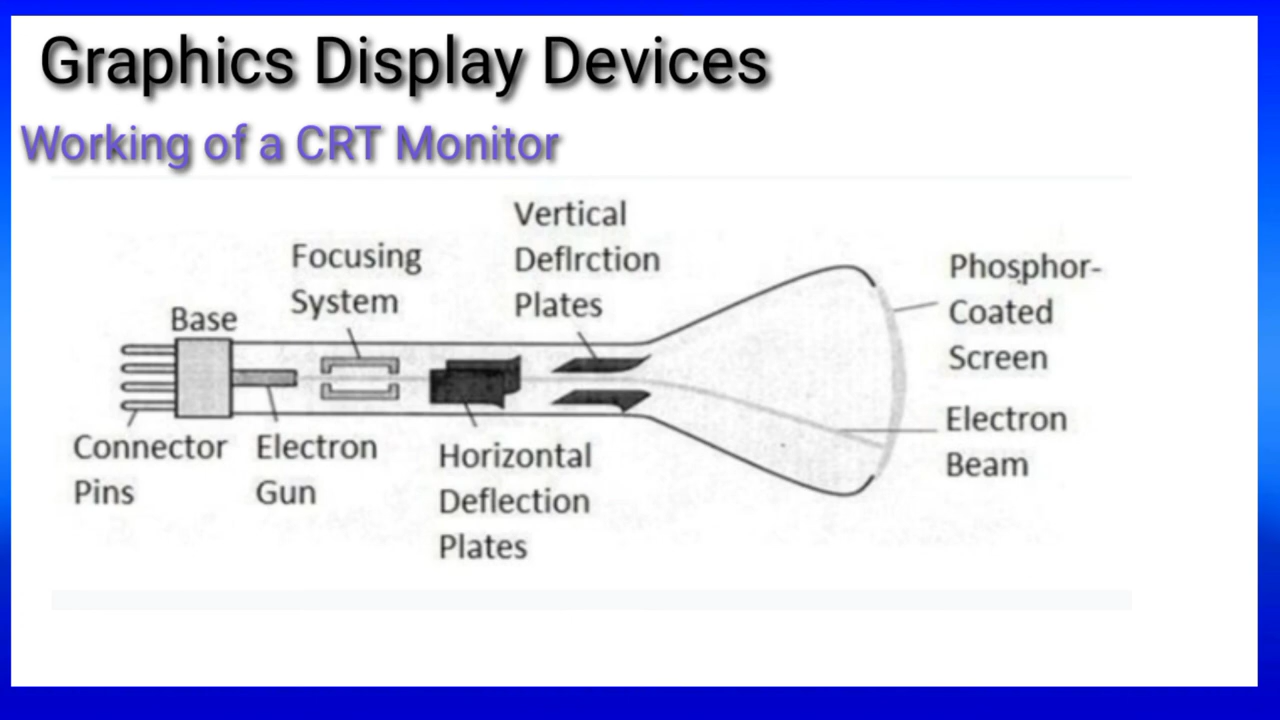 Graphics Display Devices
Working of a CRT Monitor
Vertical
Deflrction
Plates
Focusing
System
Base
Phosphor-
Coated
Screen
Connector
Pins
Electron
Gun
Horizontal
Deflection
Plates
Electron
Beam